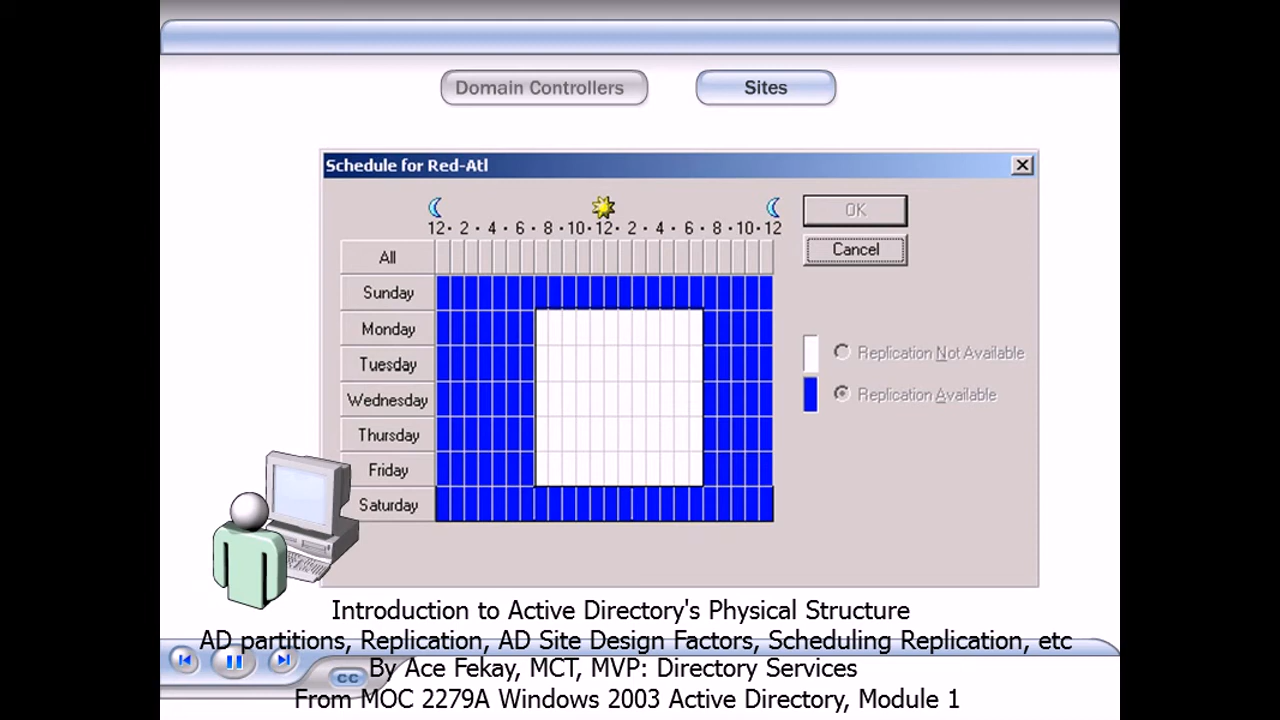 Domain Controllers Sites
Schedule for Red-Atl
12 · 2 · 4 · 6 · 8 · 10 · 12 · 2 · 4 · 6 · 8 · 10 · 12
OK
Cancel
All
Sunday
Monday
Tuesday
Wednesday
Thursday
Friday
Saturday
Replication Not Available
Replication Available
Introduction to Active Directory's Physical Structure
AD partitions, Replication, AD Site Design Factors, Scheduling Replication, etc
By Ace Fekay, MCT, MVP: Directory Services
CC
From MOC 2279A Windows 2003 Active Directory, Module 1